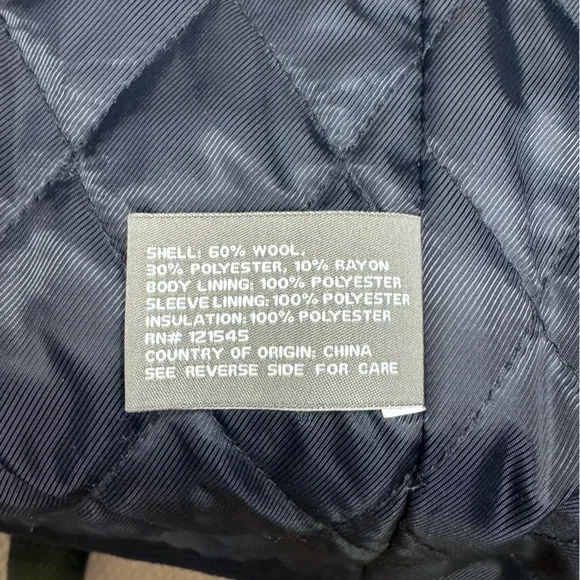 SHELL: 60% WOOL,
30% POLYESTER, 10% RAYON
BODY LINING: 100% POLYESTER
SLEEVE LINING: 100% POLYESTER
INSULATION: 100% POLYESTER
RN# 121545
COUNTRY OF ORIGIN: CHINA
SEE REVERSE SIDE FOR CARE